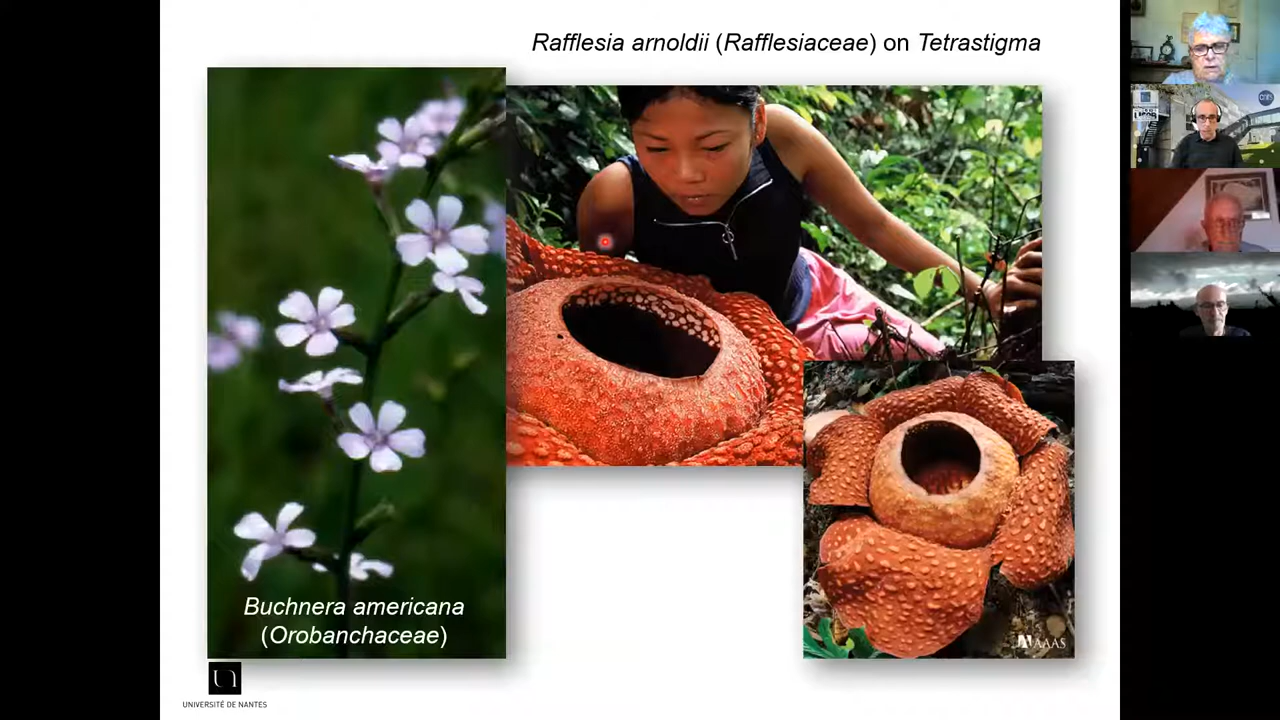 Rafflesia arnoldii (Rafflesiaceae) on Tetrastigma
Buchnera americana
(Orobanchaceae)
AAAS
UNIVERSITÉ DE NANTES